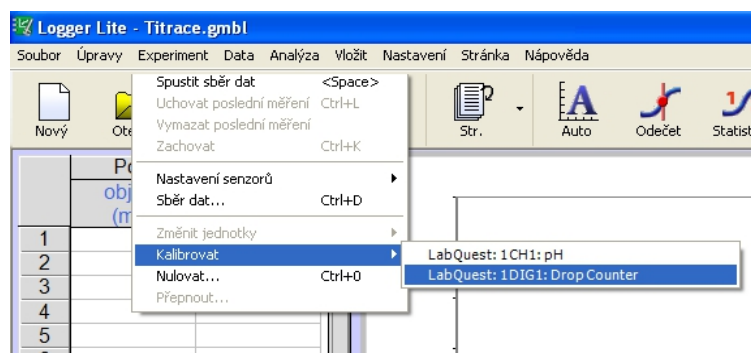 Logger Lite - Titrace.gmbl
Soubor Úpravy Experiment Data Analýza Vložit Nastavení Stránka Nápověda
Nový
Str. Auto Odečet
Spustit sběr dat <Space>
Uchovat poslední měření Ctrl+L
Vymazat poslední měření
Zachovat Ctrl+K
Nastavení senzorů
Sběr dat... Ctrl+D
Změnit jednotky
Kalibrovat
Nulovat... Ctrl+0
Přepnout...
LabQuest: 1CH1: pH
LabQuest: 1DIG1: Drop Counter
1
2
3
4
5